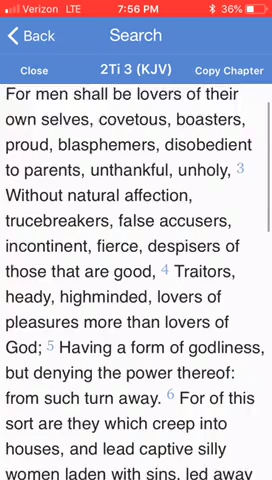 Verizon LTE 7:56 PM 36%
Back Search
Close 2Ti 3 (KJV) Copy Chapter
For men shall be lovers of their
own selves, covetous, boasters,
proud, blasphemers, disobedient
to parents, unthankful, unholy, 3
Without natural affection,
trucebreakers, false accusers,
incontinent, fierce, despisers of
those that are good, 4 Traitors,
heady, highminded, lovers of
pleasures more than lovers of
God; 5 Having a form of godliness,
but denying the power thereof:
from such turn away. 6 For of this
sort are they which creep into
houses, and lead captive silly
women laden with sins, led away